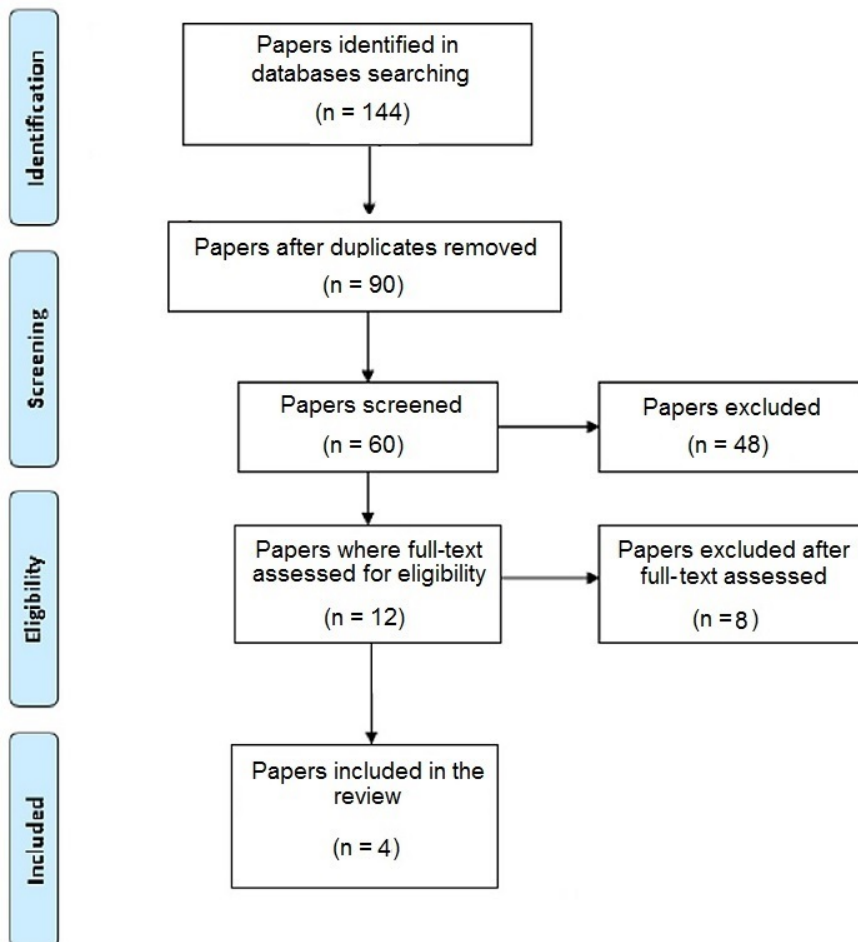 Identification
Papers identified in
databases searching
(n = 144)
Papers after duplicates removed
(n = 90)
Screening
Papers screened
(n = 60)
Papers excluded
(n = 48)
Eligibility
Papers where full-text
assessed for eligibility
(n = 12)
Papers excluded after
full-text assessed
(n =8)
Included
Papers included in the
review
(n = 4)